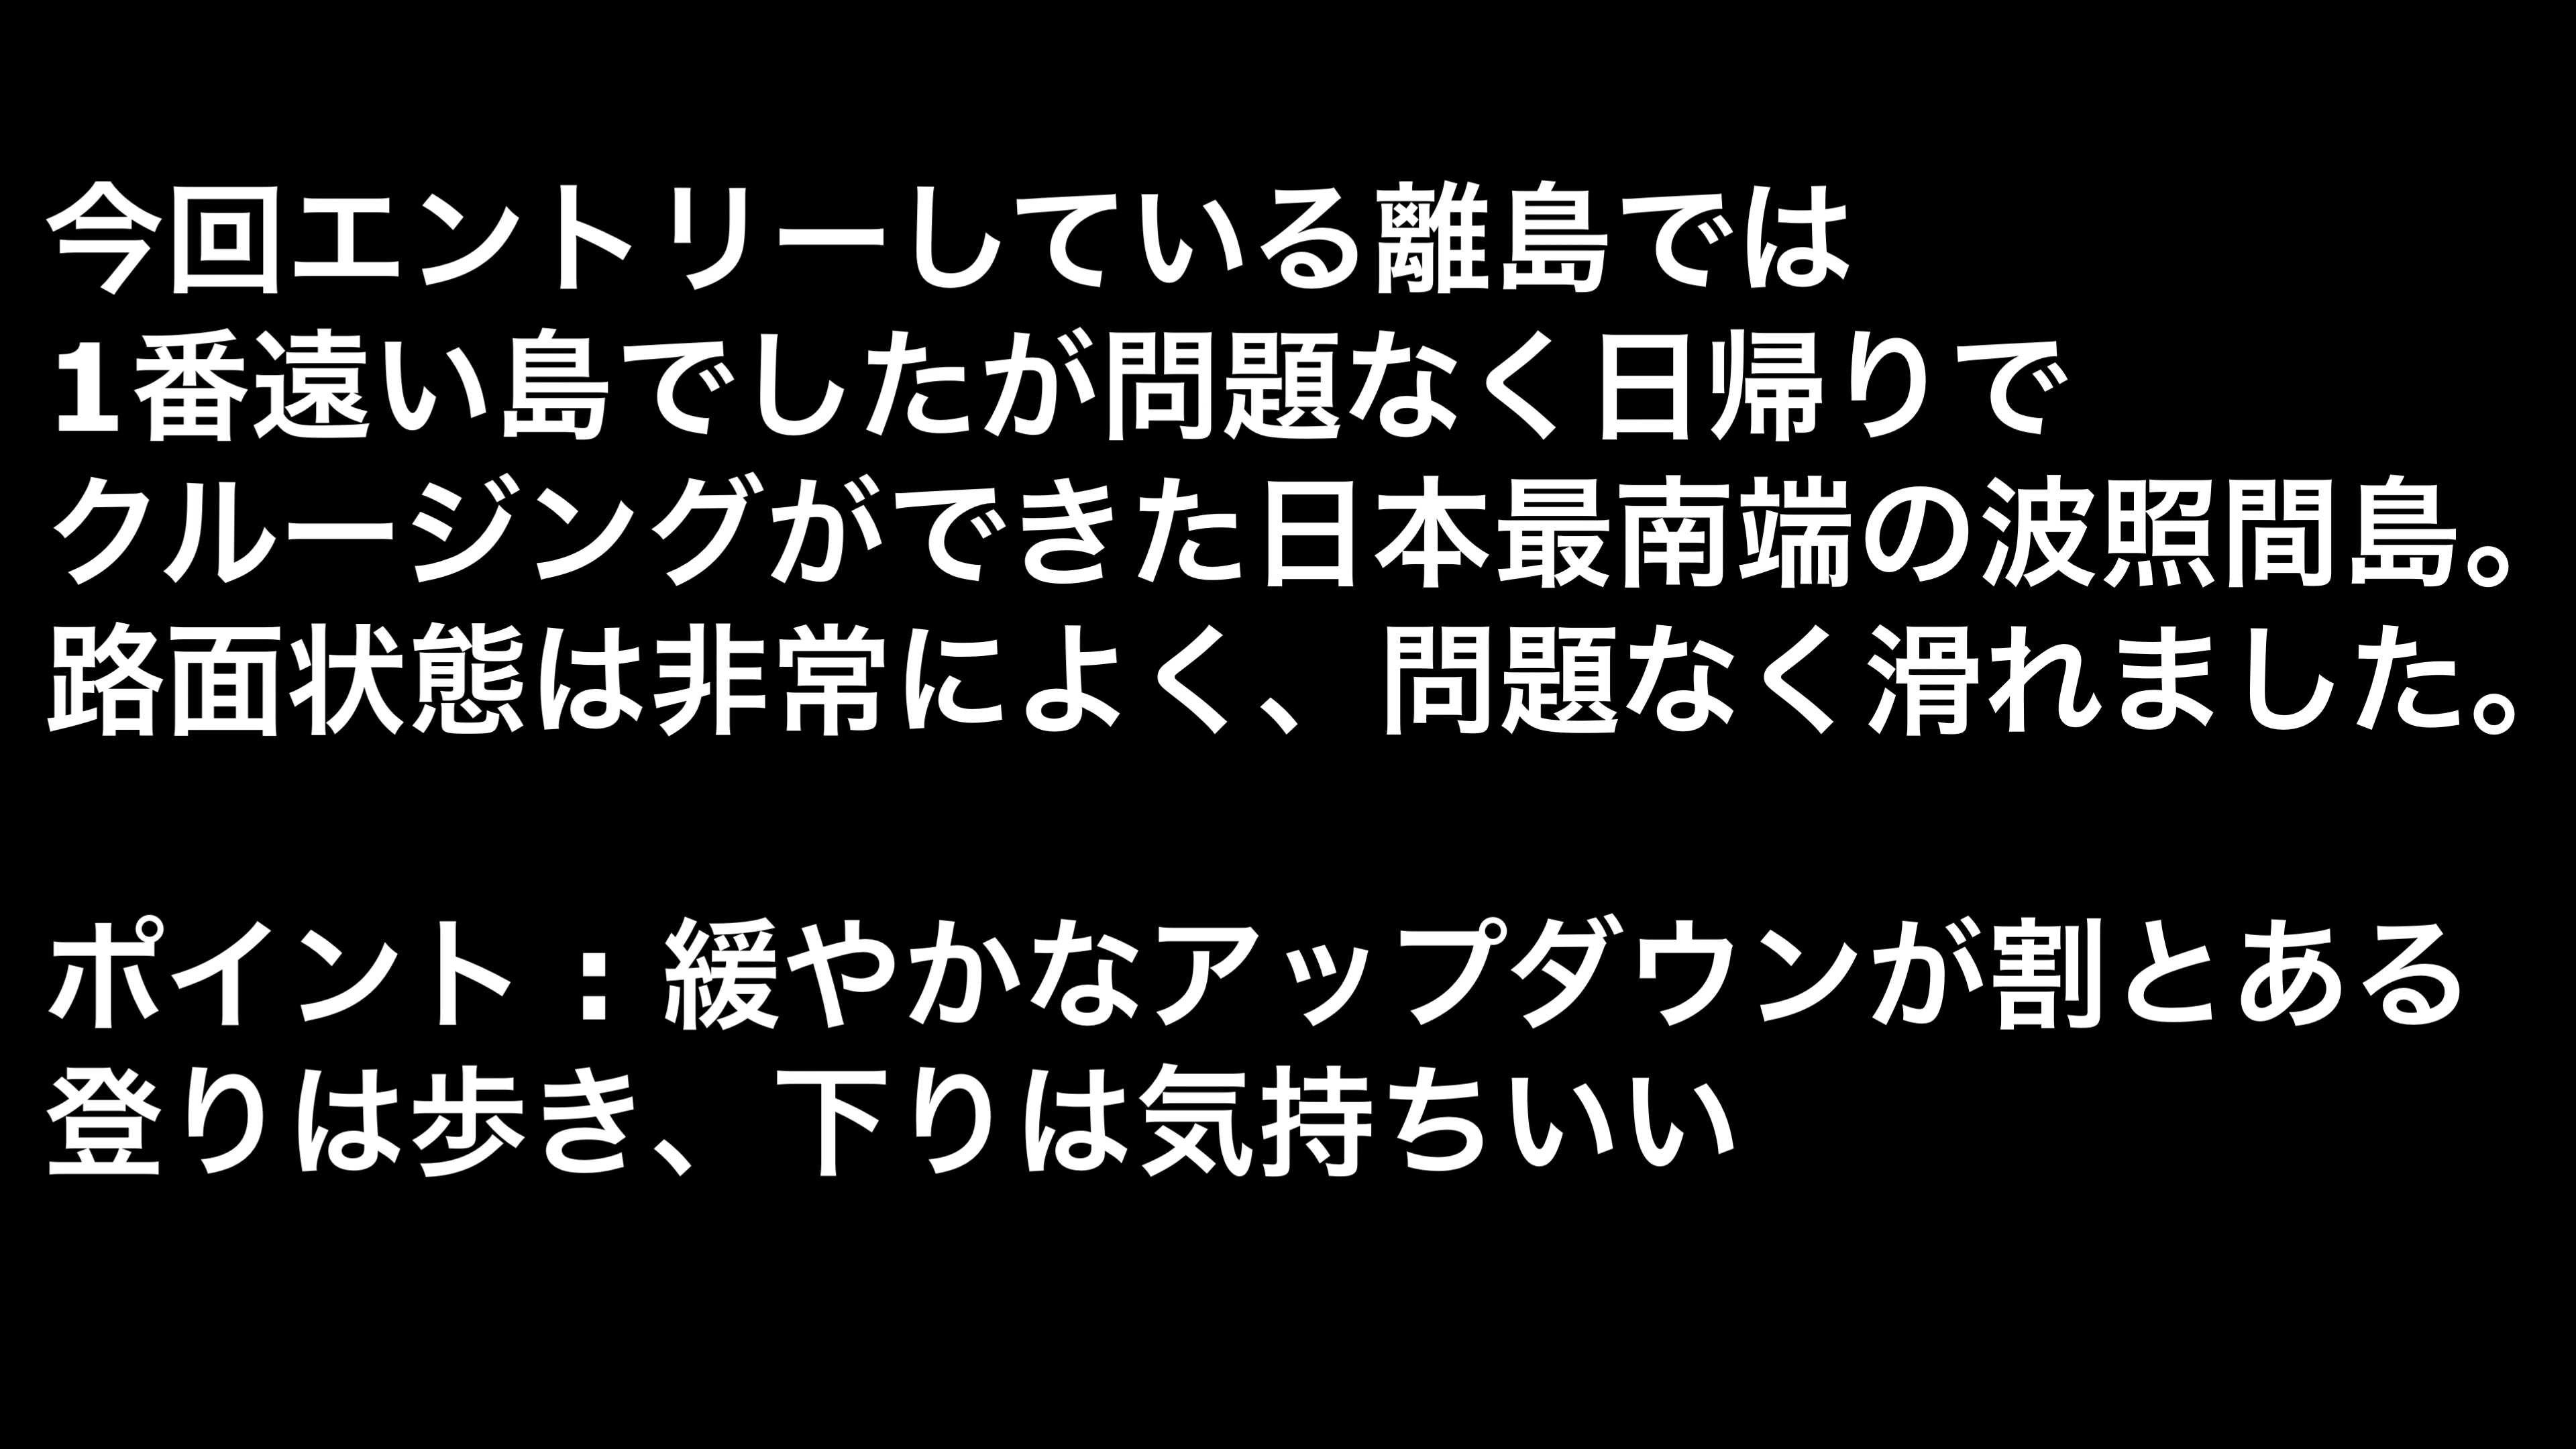 今回エントリーしている離島では
1番遠い島でしたが問題なく日帰りで
クルージングができた日本最南端の波照間島。
路面状態は非常によく、問題なく滑れました。
ポイント：緩やかなアップダウンが割とある
登りは歩き、下りは気持ちいい